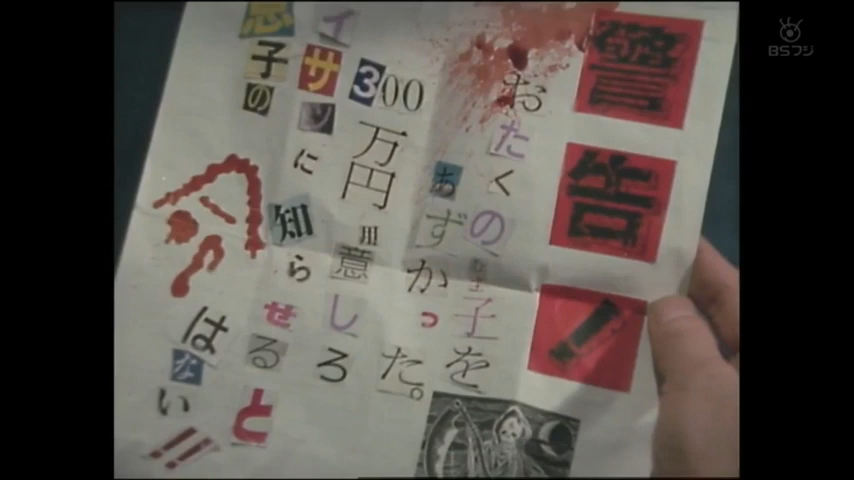 警告！
おたくの子を
あずかった。
300万円用意しろ
イサツに知らせると
息子の命はない!!
BSフジ